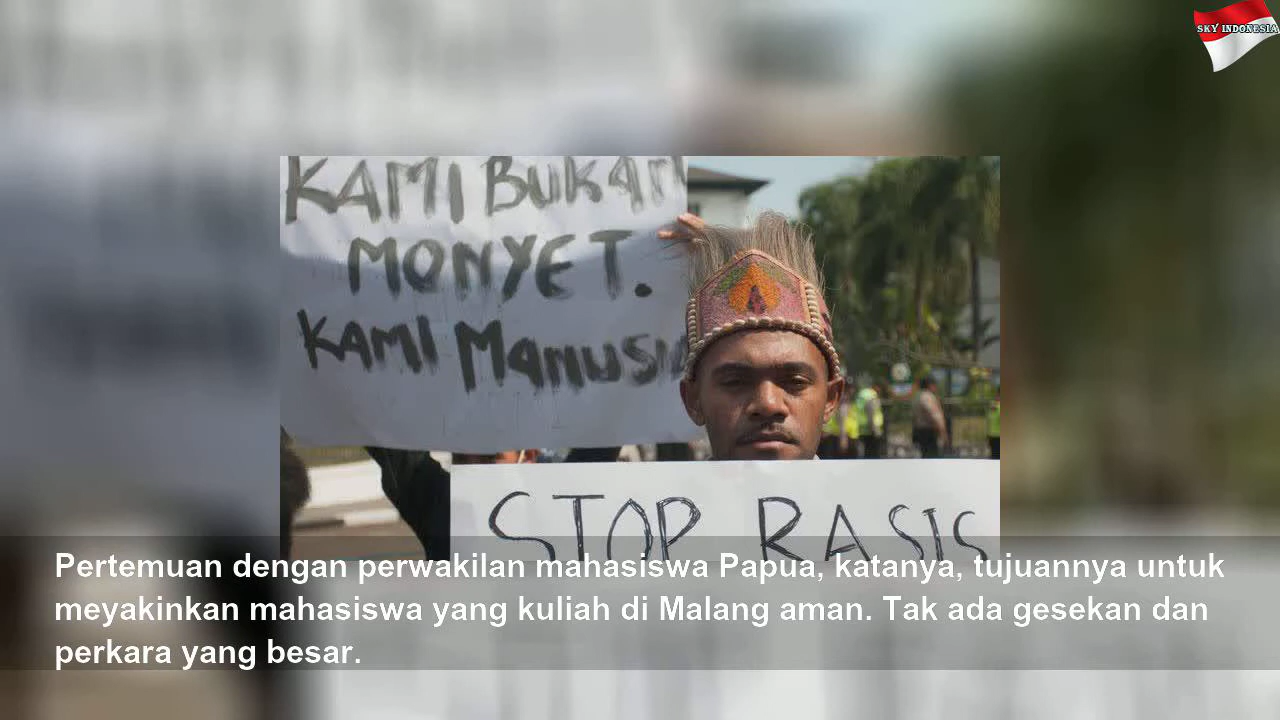 SKY INDONESIA
KAMI BUKAN
MONYET.
KAMI MANUSIA
STOP RASIS
Pertemuan dengan perwakilan mahasiswa Papua, katanya, tujuannya untuk
meyakinkan mahasiswa yang kuliah di Malang aman. Tak ada gesekan dan
perkara yang besar.